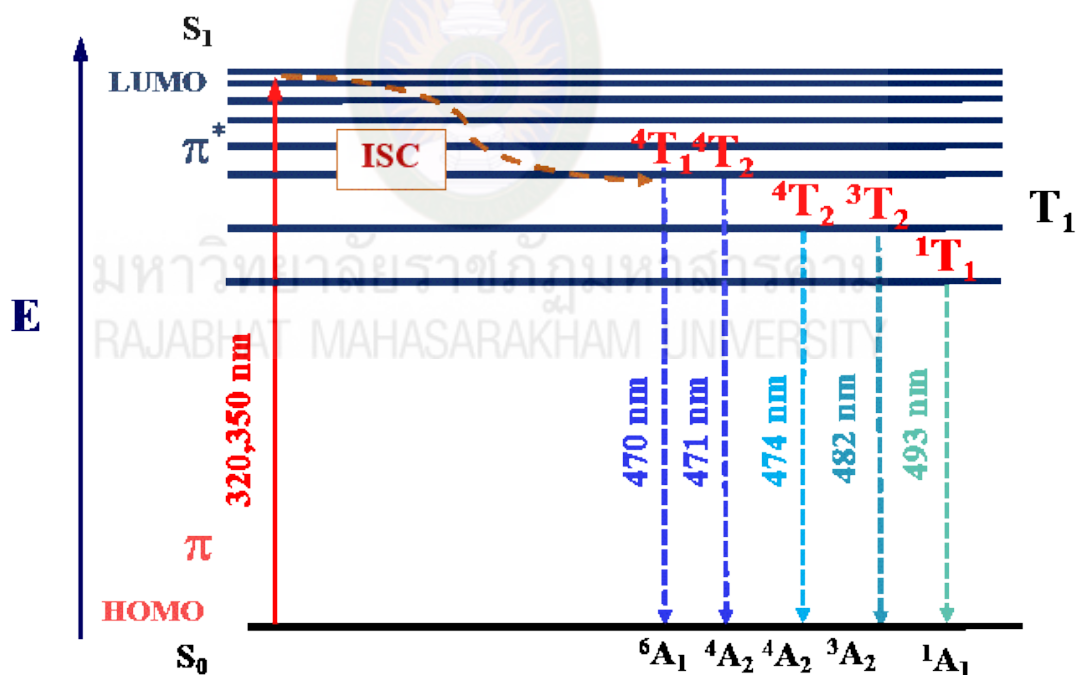 S₁
LUMO
π*
ISC
⁴T₁ ⁴T₂
⁴T₂ ³T₂
¹T₁
T₁
มหาวิทยาลัยราชภัฏมหาสารคาม
RAJABHAT MAHASARAKHAM UNIVERSITY
E
320,350 nm
470 nm
471 nm
474 nm
482 nm
493 nm
π
HOMO
S₀
⁶A₁ ⁴A₂ ⁴A₂ ³A₂ ¹A₁